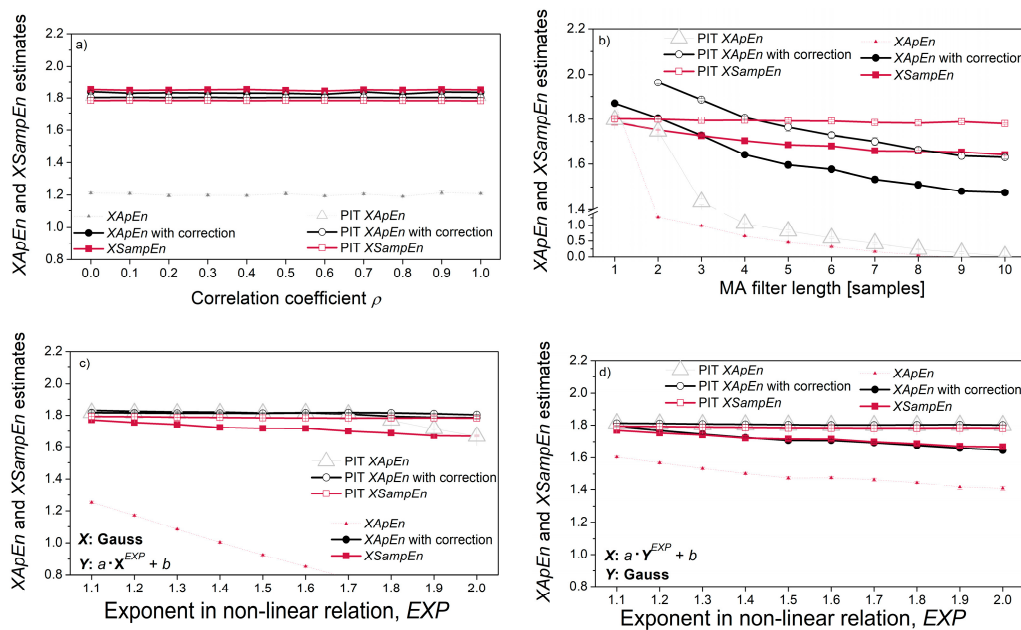 XApEn and XSampEn estimates
2.2
2.0
1.8
1.6
1.4
1.2
1.0
0.8
a)
XApEn
XApEn with correction
XSampEn
PIT XApEn
PIT XApEn with correction
PIT XSampEn
0.0 0.1 0.2 0.3 0.4 0.5 0.6 0.7 0.8 0.9 1.0
Correlation coefficient ρ
XApEn and XSampEn estimates
2.2
2.0
1.8
1.6
1.4
1.0
0.5
0.0
b)
PIT XApEn
PIT XApEn with correction
PIT XSampEn
XApEn
XApEn with correction
XSampEn
1 2 3 4 5 6 7 8 9 10
MA filter length [samples]
XApEn and XSampEn estimates
2.2
2.0
1.8
1.6
1.4
1.2
1.0
0.8
c)
PIT XApEn
PIT XApEn with correction
PIT XSampEn
XApEn
XApEn with correction
XSampEn
X: Gauss
Y: a·X^EXP + b
1.1 1.2 1.3 1.4 1.5 1.6 1.7 1.8 1.9 2.0
Exponent in non-linear relation, EXP
XApEn and XSampEn estimates
2.2
2.0
1.8
1.6
1.4
1.2
1.0
0.8
d)
PIT XApEn
PIT XApEn with correction
PIT XSampEn
XApEn
XApEn with correction
XSampEn
X: a·Y^EXP + b
Y: Gauss
1.1 1.2 1.3 1.4 1.5 1.6 1.7 1.8 1.9 2.0
Exponent in non-linear relation, EXP